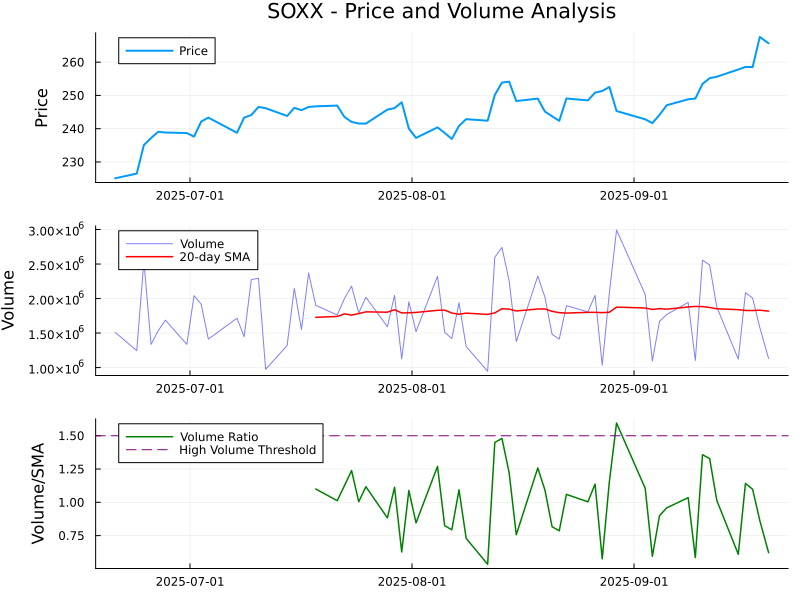 SOXX - Price and Volume Analysis
Price
Price
260
250
240
230
2025-07-01
2025-08-01
2025-09-01
Volume
Volume
20-day SMA
3.00×10⁶
2.50×10⁶
2.00×10⁶
1.50×10⁶
1.00×10⁶
2025-07-01
2025-08-01
2025-09-01
Volume/SMA
Volume Ratio
High Volume Threshold
1.50
1.25
1.00
0.75
2025-07-01
2025-08-01
2025-09-01